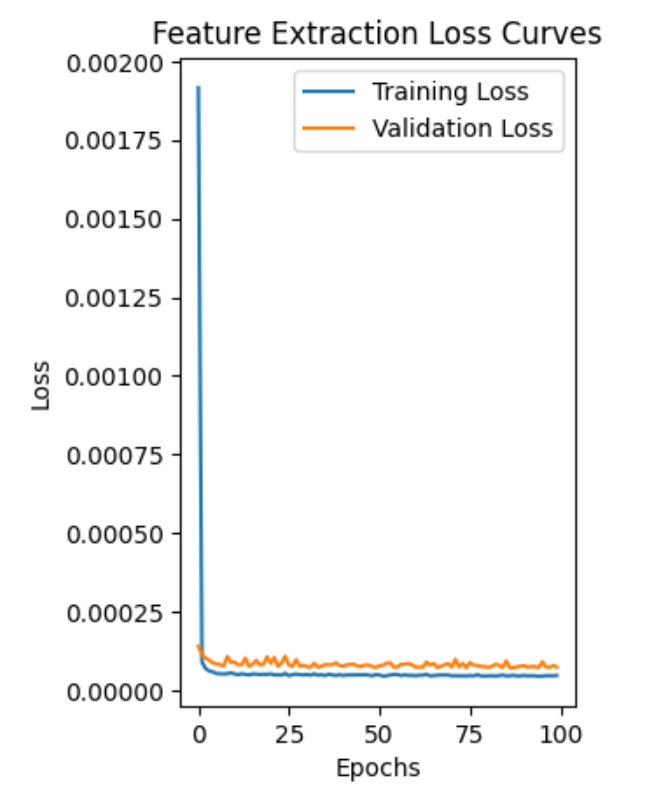 Feature Extraction Loss Curves
Training Loss
Validation Loss
0.00200
0.00175
0.00150
0.00125
0.00100
0.00075
0.00050
0.00025
0.00000
Loss
0 25 50 75 100
Epochs